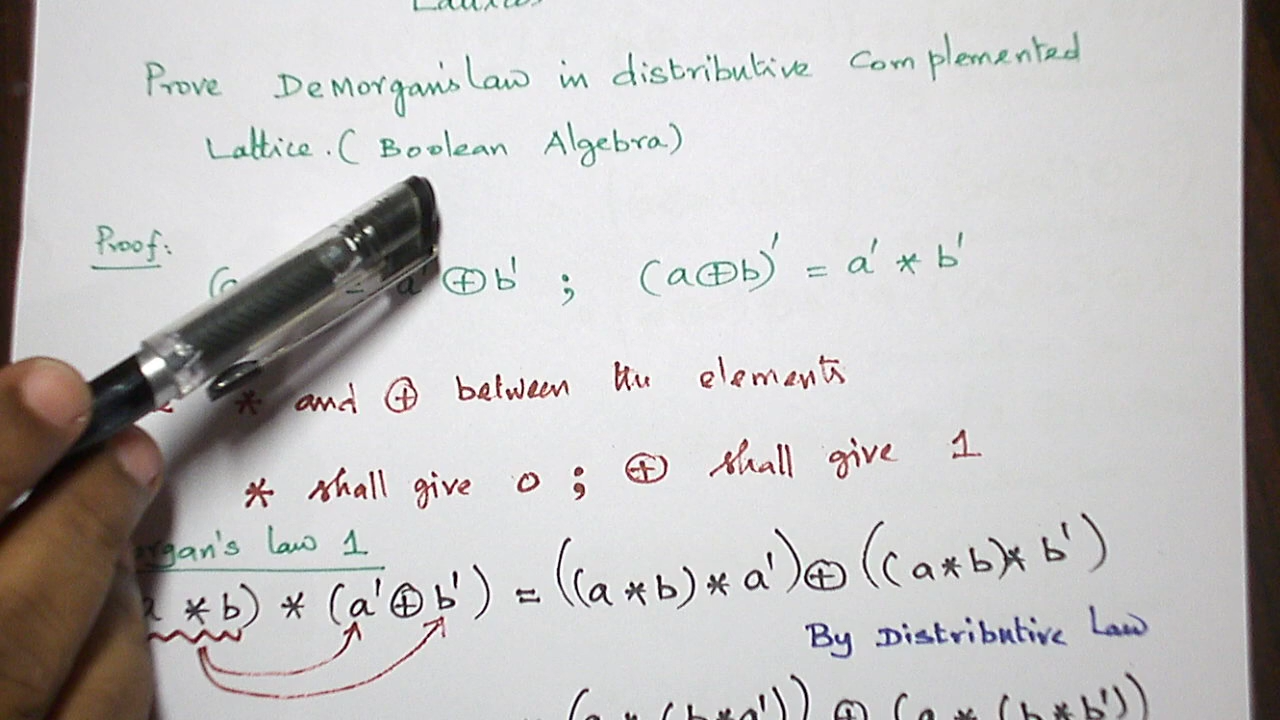 Prove DeMorgan's Law in distributive Complemented
Lattice. ( Boolean Algebra)
Proof:
( = a' ⊕ b' ; (a⊕b)' = a' * b'
* and ⊕ between the elements
* shall give 0 ; ⊕ shall give 1
organ's law 1
a * b) * (a' ⊕ b') = ((a * b) * a') ⊕ ((a * b) * b')
By Distributive Law
= (a * (b * a')) ⊕ (a * (b * b'))